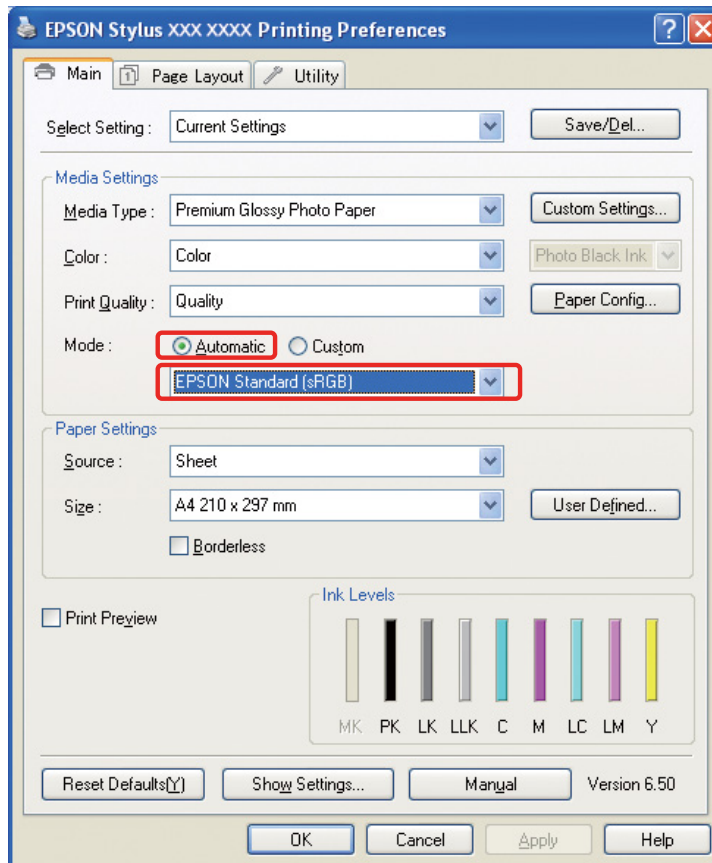 EPSON Stylus XXX XXXX Printing Preferences
Main
Page Layout
Utility
Select Setting :
Current Settings
Save/Del...
Media Settings
Media Type :
Premium Glossy Photo Paper
Custom Settings...
Color :
Color
Photo Black Ink
Print Quality :
Quality
Paper Config...
Mode :
Automatic
Custom
EPSON Standard (sRGB)
Paper Settings
Source :
Sheet
Size :
A4 210 x 297 mm
User Defined...
Borderless
Print Preview
Ink Levels
MK PK LK LLK C M LC LM Y
Reset Defaults(Y)
Show Settings...
Manual
Version 6.50
OK
Cancel
Apply
Help